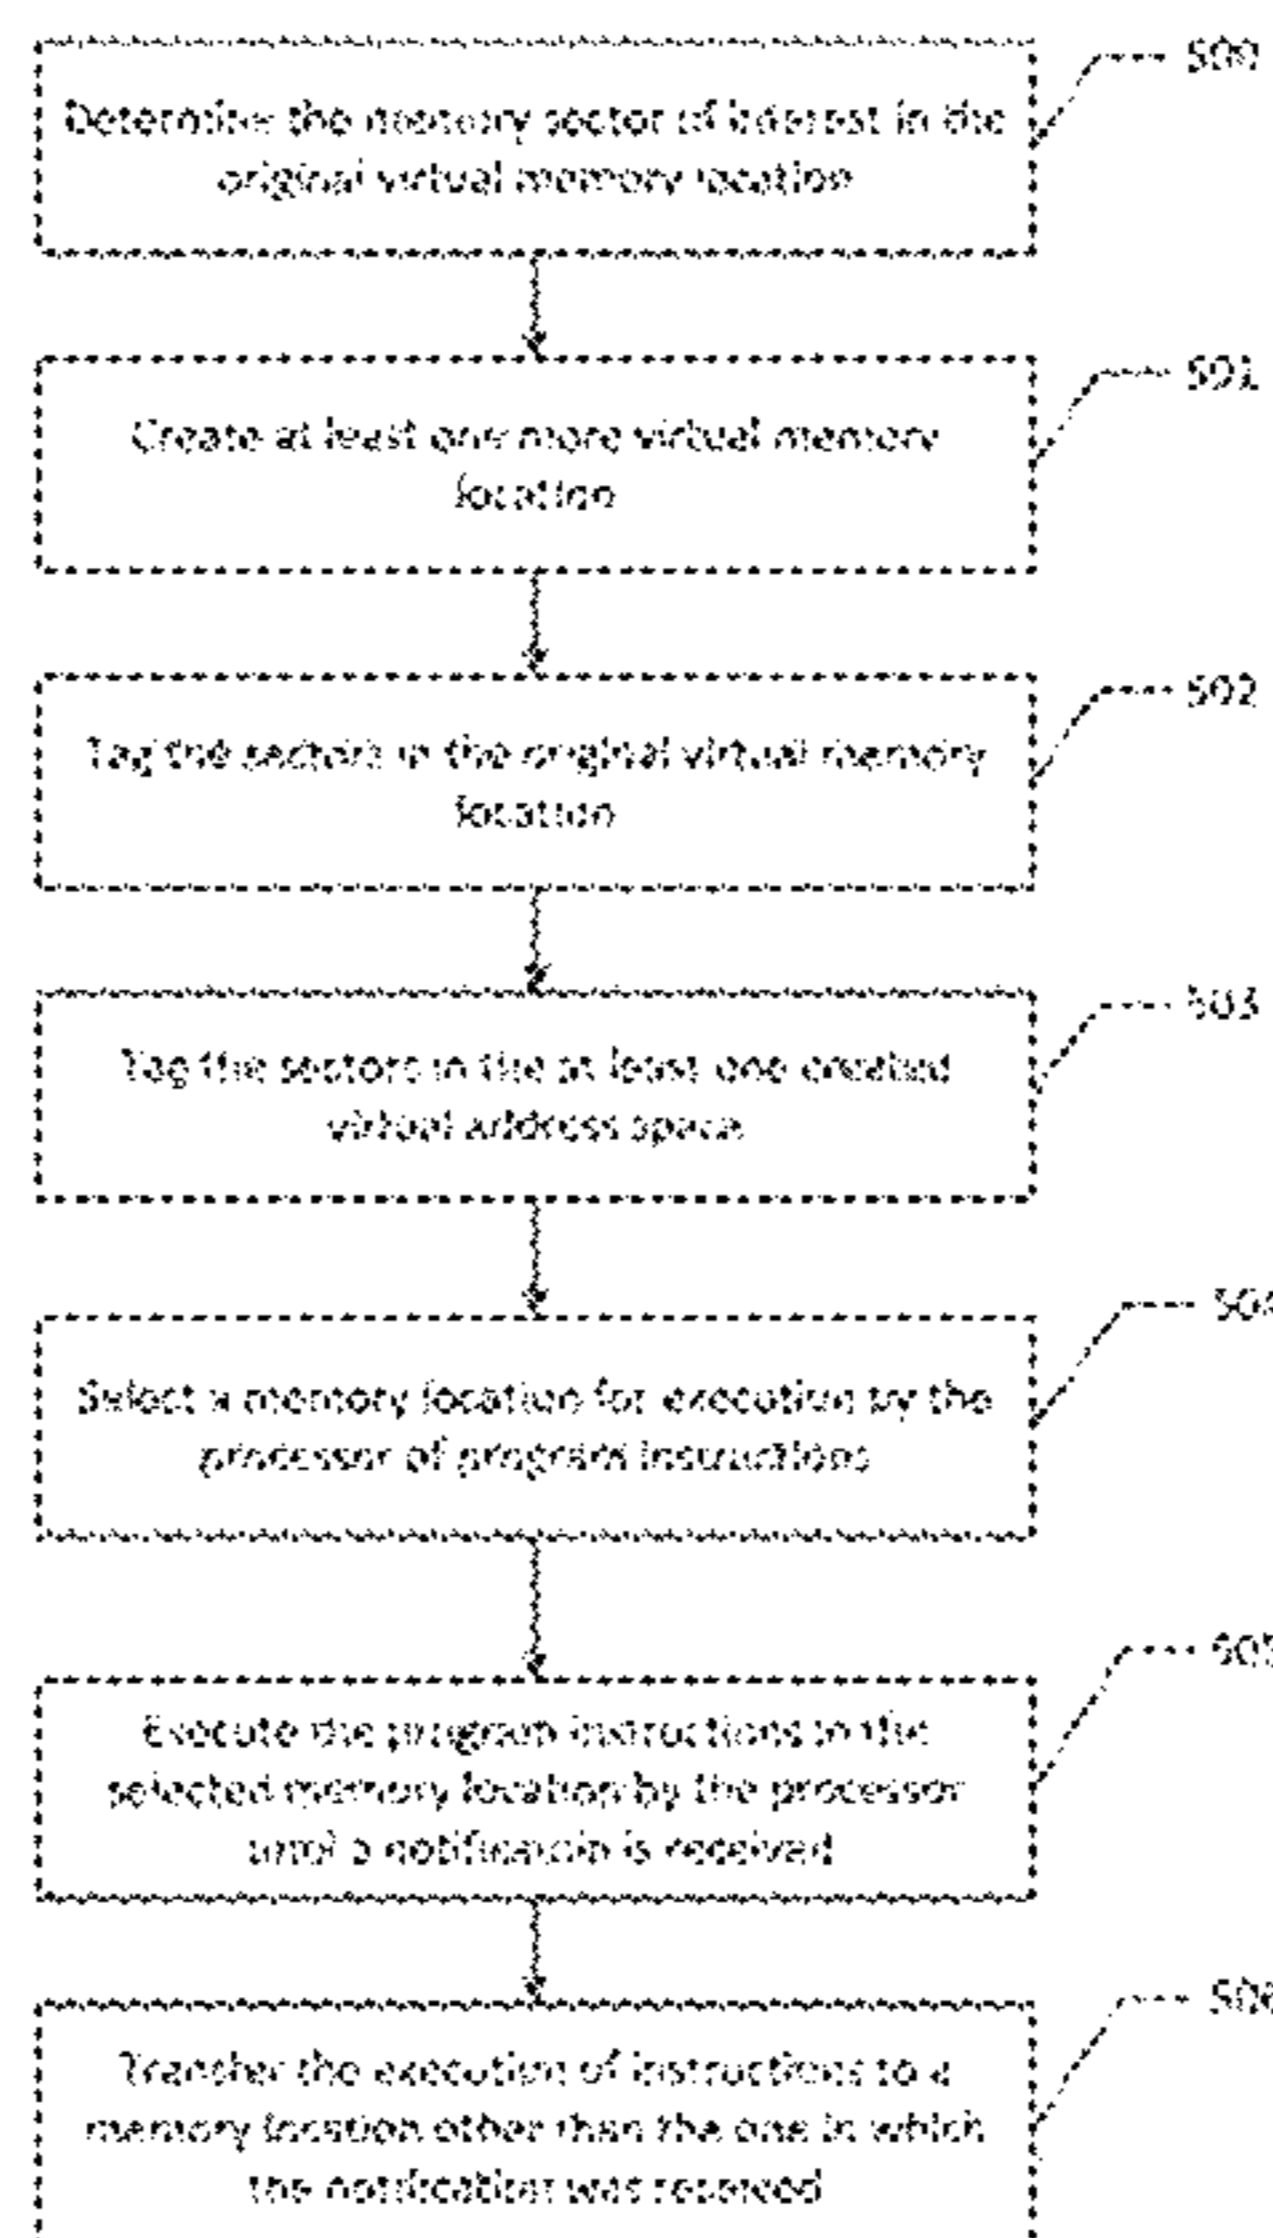 500
Determine the memory sector of interest in the
original virtual memory location
501
Create at least one more virtual memory
location
502
Tag the sectors in the original virtual memory
location
503
Tag the sectors in the at least one created
virtual address space
504
Select a memory location for execution by the
processor of program instructions
505
Execute the program instructions in the
selected memory location by the processor
until a notification is received
506
Transfer the execution of instructions to a
memory location other than the one in which
the notification was received